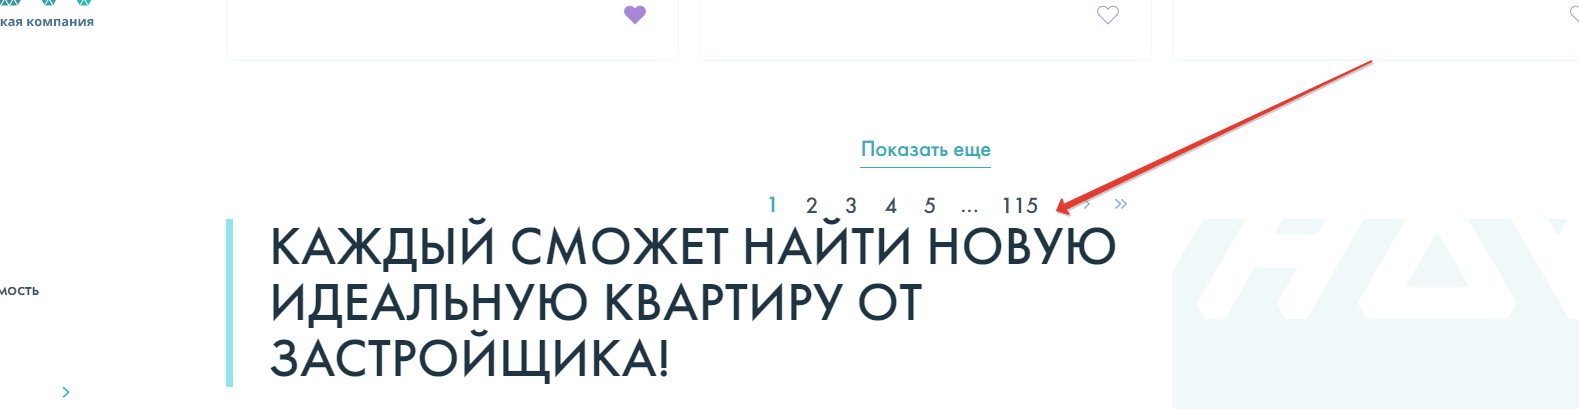 кая компания
Показать еще
1 2 3 4 5 ... 115 › »
КАЖДЫЙ СМОЖЕТ НАЙТИ НОВУЮ
ИДЕАЛЬНУЮ КВАРТИРУ ОТ
ЗАСТРОЙЩИКА!
мость